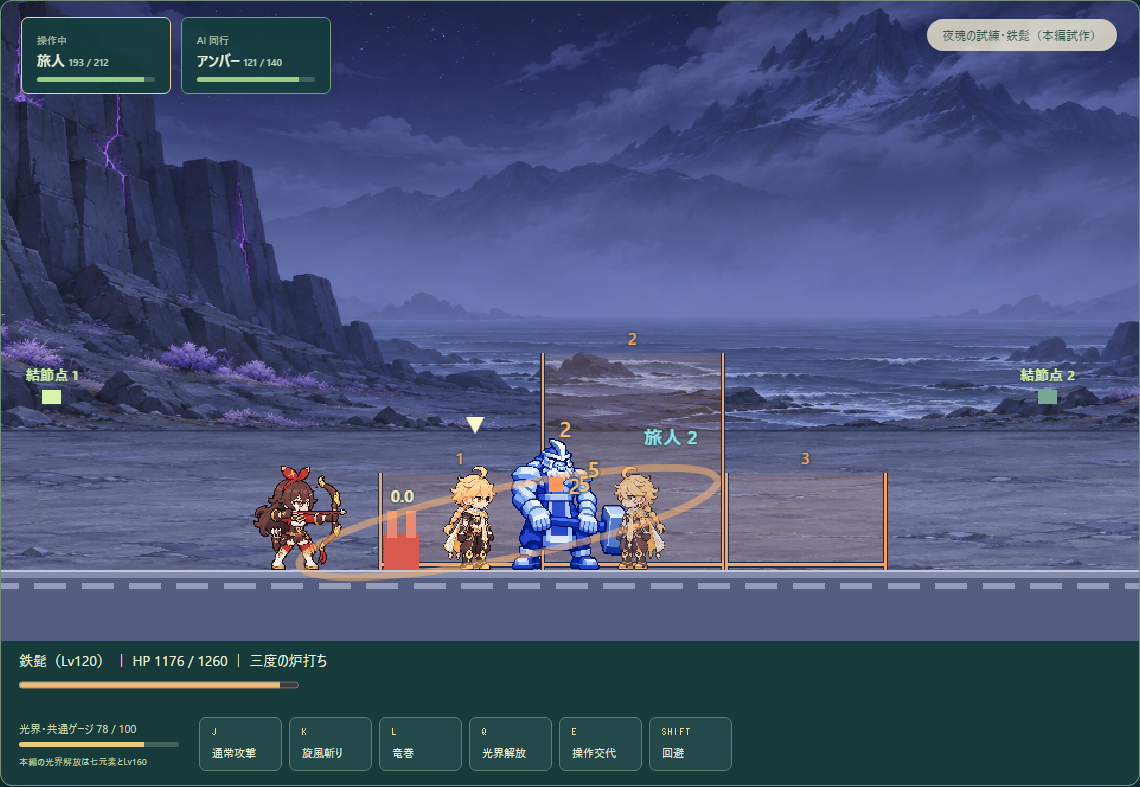 操作中
旅人 193 / 212
AI 同行
アンバー 121 / 140
夜魂の試練・鉄髭（本編試作）
結節点 1
結節点 2
2
2
旅人 2
1
3
5
25
0.0
鉄髭（Lv120）　|　HP 1176 / 1260　|　三度の炉打ち
光界・共通ゲージ 78 / 100
本編の光界解放は七元素とLv160
J
通常攻撃
K
旋風斬り
L
竜巻
Q
光界解放
E
操作交代
SHIFT
回避